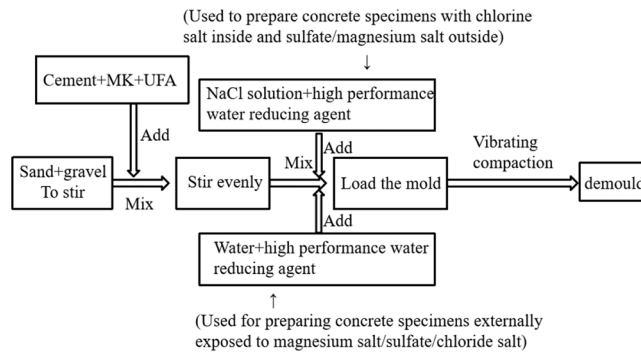 (Used to prepare concrete specimens with chlorine
salt inside and sulfate/magnesium salt outside)
↓
Cement+MK+UFA
NaCl solution+high performance
water reducing agent
Add
Add
Vibrating
compaction
Sand+gravel
To stir
Mix
Stir evenly
Mix
Load the mold
demould
Add
Water+high performance water
reducing agent
↑
(Used for preparing concrete specimens externally
exposed to magnesium salt/sulfate/chloride salt)